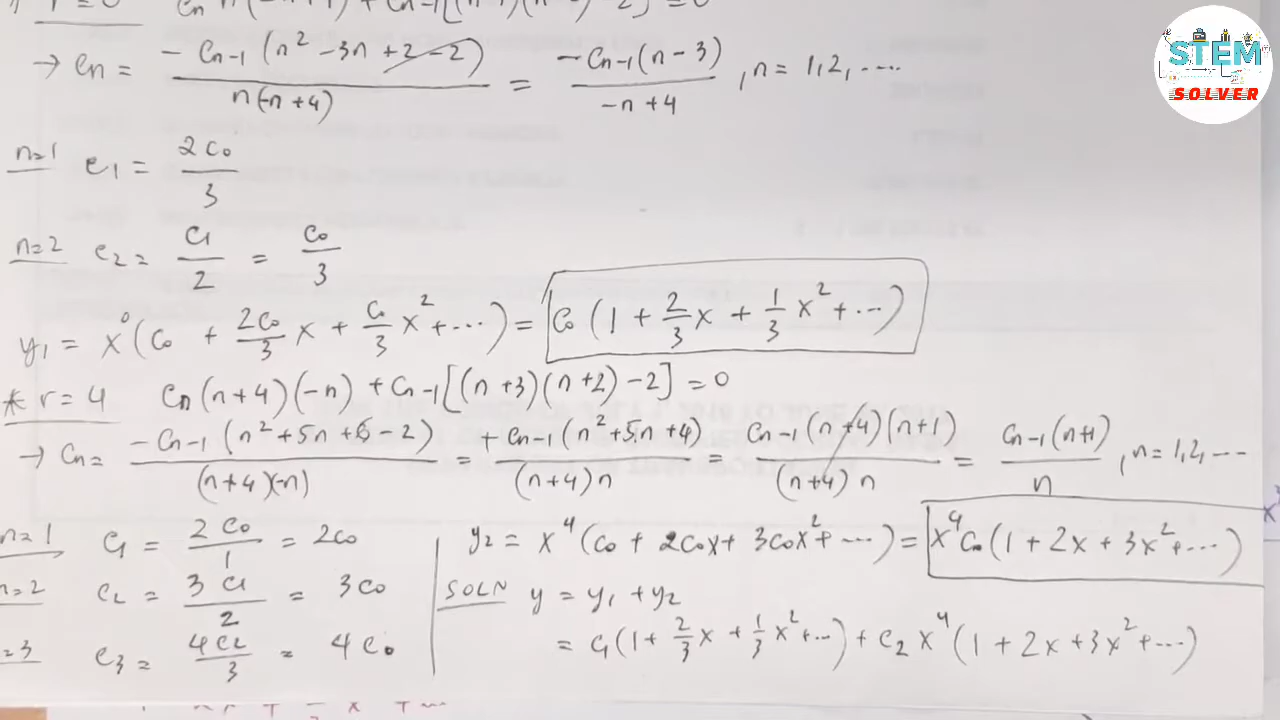 STEM
SOLVER
→ Cn = -Cn-1 (n² - 3n + 2 - 2) / n(-n + 4) = -Cn-1 (n - 3) / -n + 4 , n = 1, 2, ....
n=1 C1 = 2C0 / 3
n=2 C2 = C1 / 2 = C0 / 3
y1 = x⁰ (C0 + 2C0/3 x + C0/3 x² + ...) = C0 (1 + 2/3 x + 1/3 x² + ...)
* r = 4 Cn (n+4)(-n) + Cn-1 [(n+3)(n+2) - 2] = 0
→ Cn = -Cn-1 (n² + 5n + 6 - 2) / (n+4)(-n) = + Cn-1 (n² + 5n + 4) / (n+4) n = Cn-1 (n+4)(n+1) / (n+4) n = Cn-1 (n+1) / n , n = 1, 2, ...
n=1 C1 = 2C0 / 1 = 2C0
n=2 C2 = 3C1 / 2 = 3C0
=3 C3 = 4C2 / 3 = 4C0
y2 = x⁴ (C0 + 2C0x + 3C0x² + ...) = x⁴ C0 (1 + 2x + 3x² + ...)
SOLN y = y1 + y2
= C1 (1 + 2/3 x + 1/3 x² + ...) + C2 x⁴ (1 + 2x + 3x² + ...)